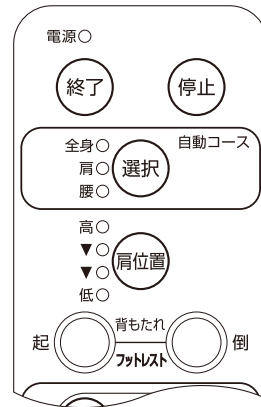 電源○
終了 停止
自動コース
全身○
肩○
腰○
選択
高○
▼○
▼○
低○
肩位置
起 背もたれ 倒
フットレスト